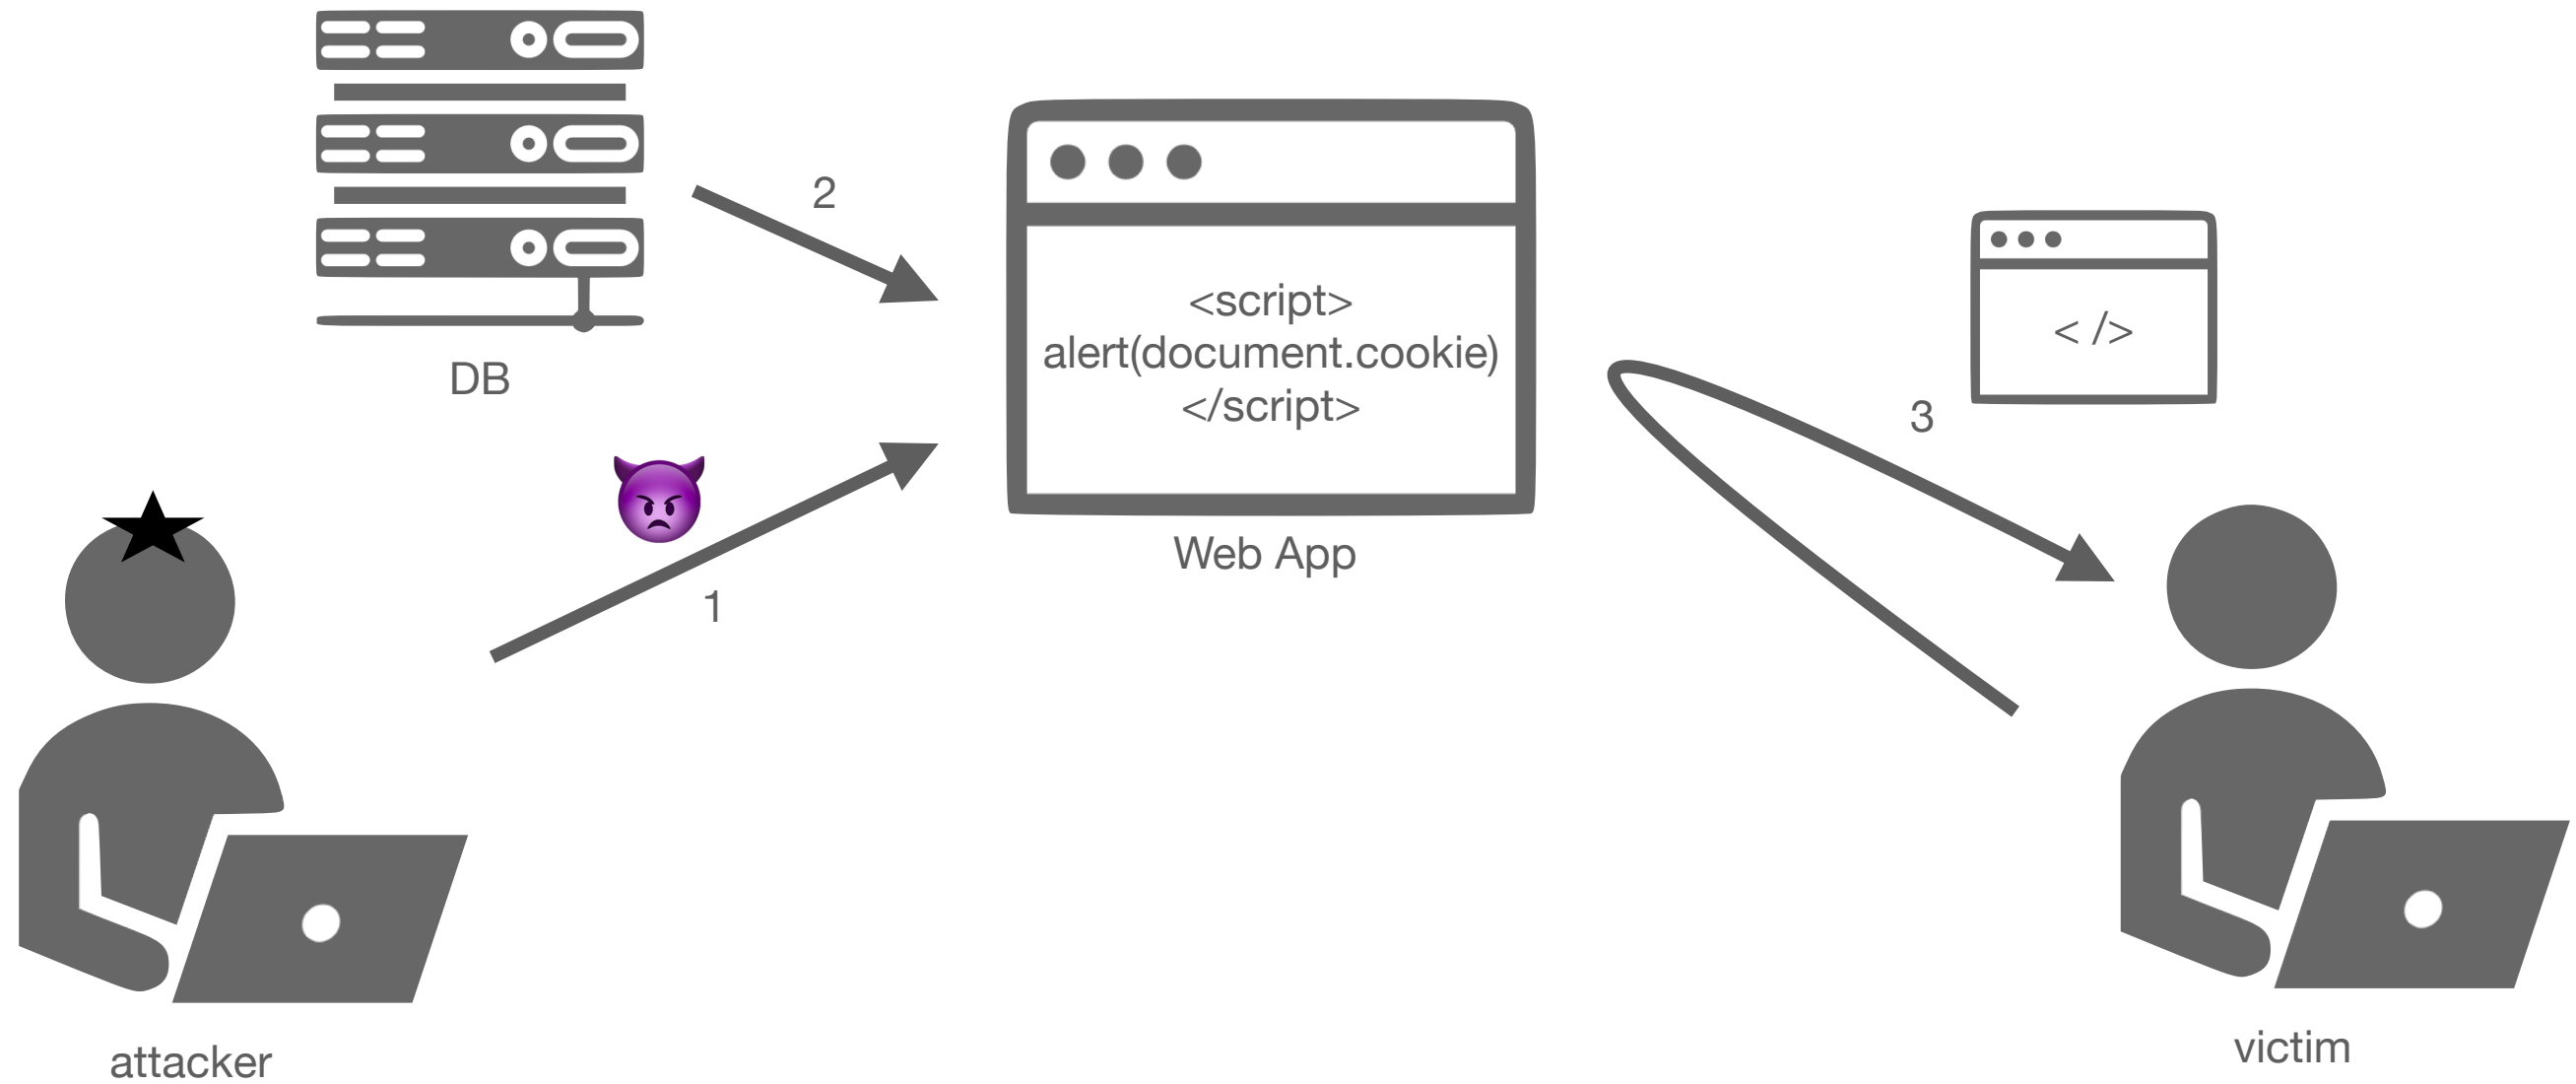 2
<script>
alert(document.cookie)
</script>
< />
DB
3
Web App
1
attacker
victim